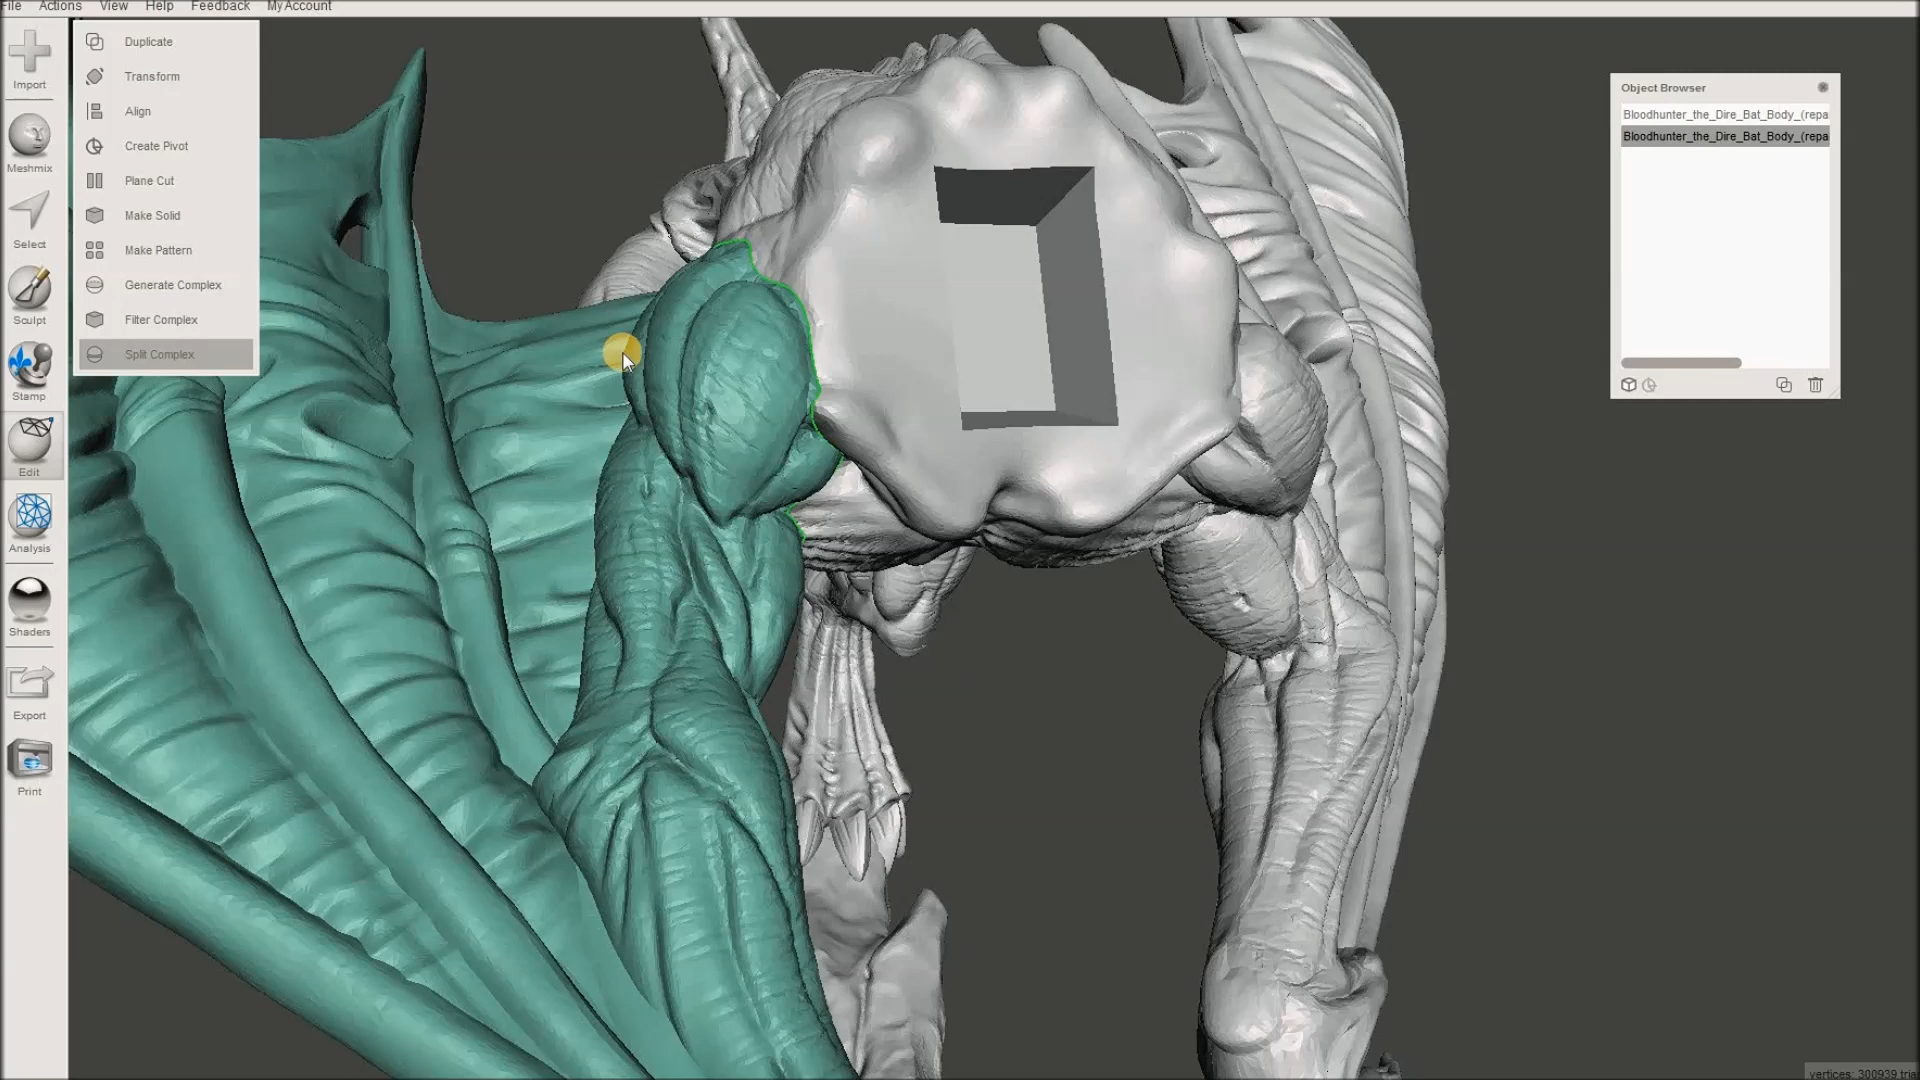 File Actions View Help Feedback My Account
Import
Meshmix
Select
Sculpt
Stamp
Edit
Analysis
Shaders
Export
Print
Duplicate
Transform
Align
Create Pivot
Plane Cut
Make Solid
Make Pattern
Generate Complex
Filter Complex
Split Complex
Object Browser
Bloodhunter_the_Dire_Bat_Body_(repa
Bloodhunter_the_Dire_Bat_Body_(repa
vertices: 300939 tria